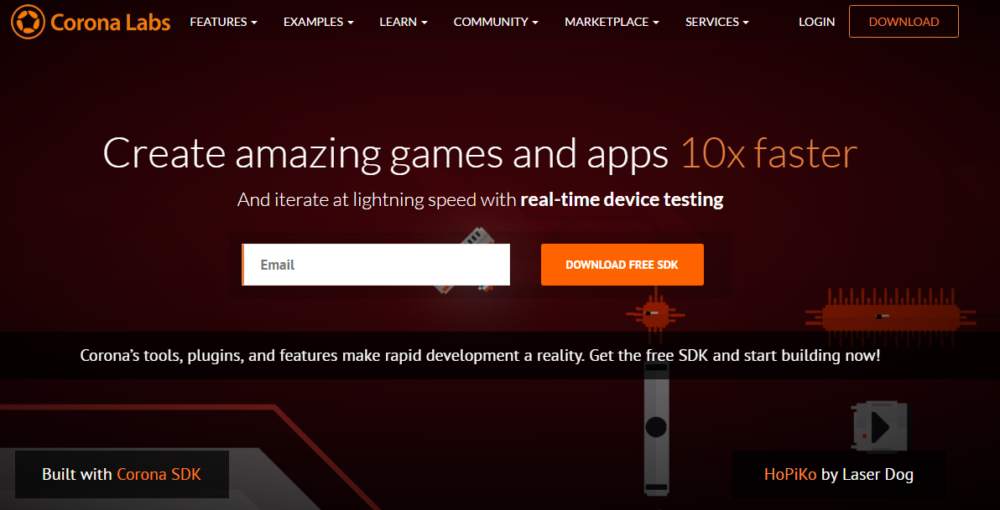 Corona Labs FEATURES EXAMPLES LEARN COMMUNITY MARKETPLACE SERVICES LOGIN DOWNLOAD
Create amazing games and apps 10x faster
And iterate at lightning speed with real-time device testing
Email DOWNLOAD FREE SDK
Corona's tools, plugins, and features make rapid development a reality. Get the free SDK and start building now!
Built with Corona SDK HoPiKo by Laser Dog